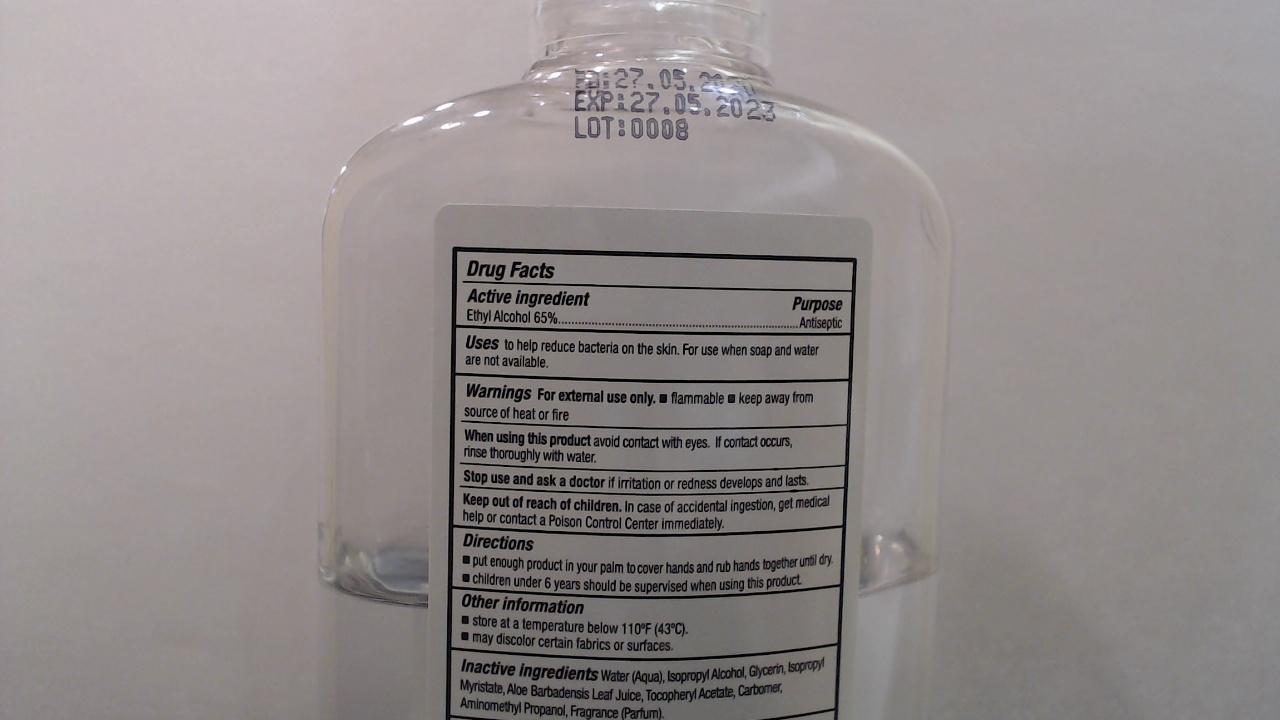 EXP:27.05.2023
LOT:0008
Drug Facts
Active ingredient Purpose
Ethyl Alcohol 65%........................................................................Antiseptic
Uses to help reduce bacteria on the skin. For use when soap and water
are not available.
Warnings For external use only. ■ flammable ■ keep away from
source of heat or fire
When using this product avoid contact with eyes. If contact occurs,
rinse thoroughly with water.
Stop use and ask a doctor if irritation or redness develops and lasts.
Keep out of reach of children. In case of accidental ingestion, get medical
help or contact a Poison Control Center immediately.
Directions
■ put enough product in your palm to cover hands and rub hands together until dry.
■ children under 6 years should be supervised when using this product.
Other information
■ store at a temperature below 110ºF (43ºC).
■ may discolor certain fabrics or surfaces.
Inactive ingredients Water (Aqua), Isopropyl Alcohol, Glycerin, Isopropyl
Myristate, Aloe Barbadensis Leaf Juice, Tocopheryl Acetate, Carbomer,
Aminomethyl Propanol, Fragrance (Parfum).